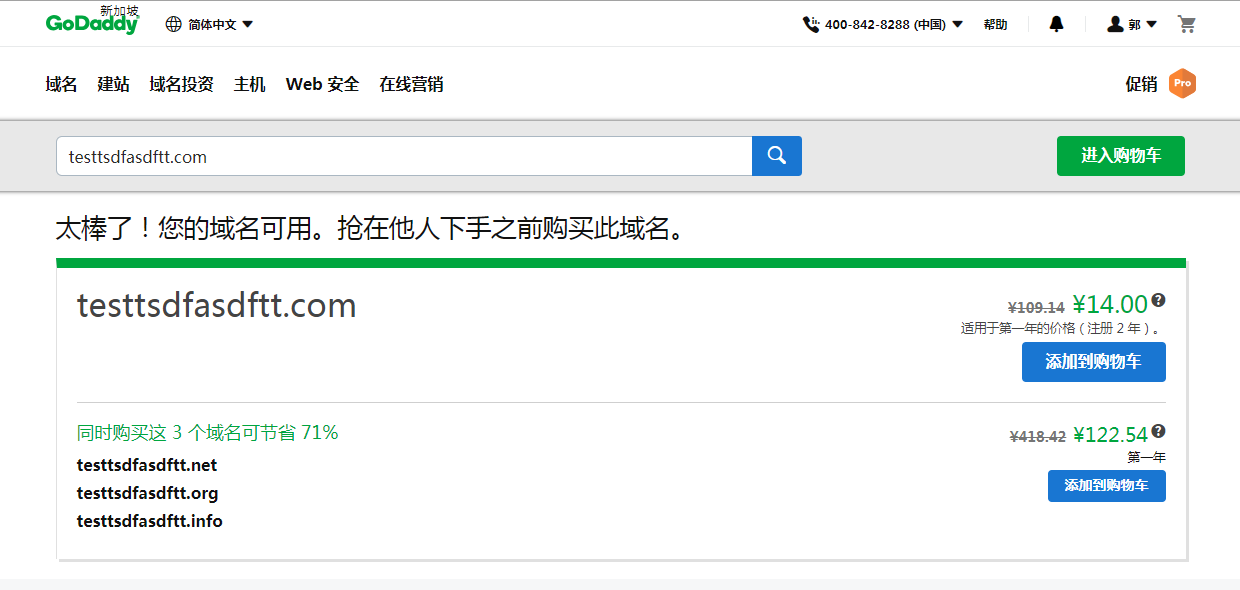 新加坡
GoDaddy
简体中文
400-842-8288 (中国)
帮助
郭
域名
建站
域名投资
主机
Web 安全
在线营销
促销
Pro
testtsdfasdftt.com
进入购物车
太棒了！您的域名可用。抢在他人下手之前购买此域名。
testtsdfasdftt.com
¥109.14 ¥14.00 ?
适用于第一年的价格 ( 注册 2 年 ) 。
添加到购物车
同时购买这 3 个域名可节省 71%
¥418.42 ¥122.54 ?
第一年
testtsdfasdftt.net
添加到购物车
testtsdfasdftt.org
testtsdfasdftt.info